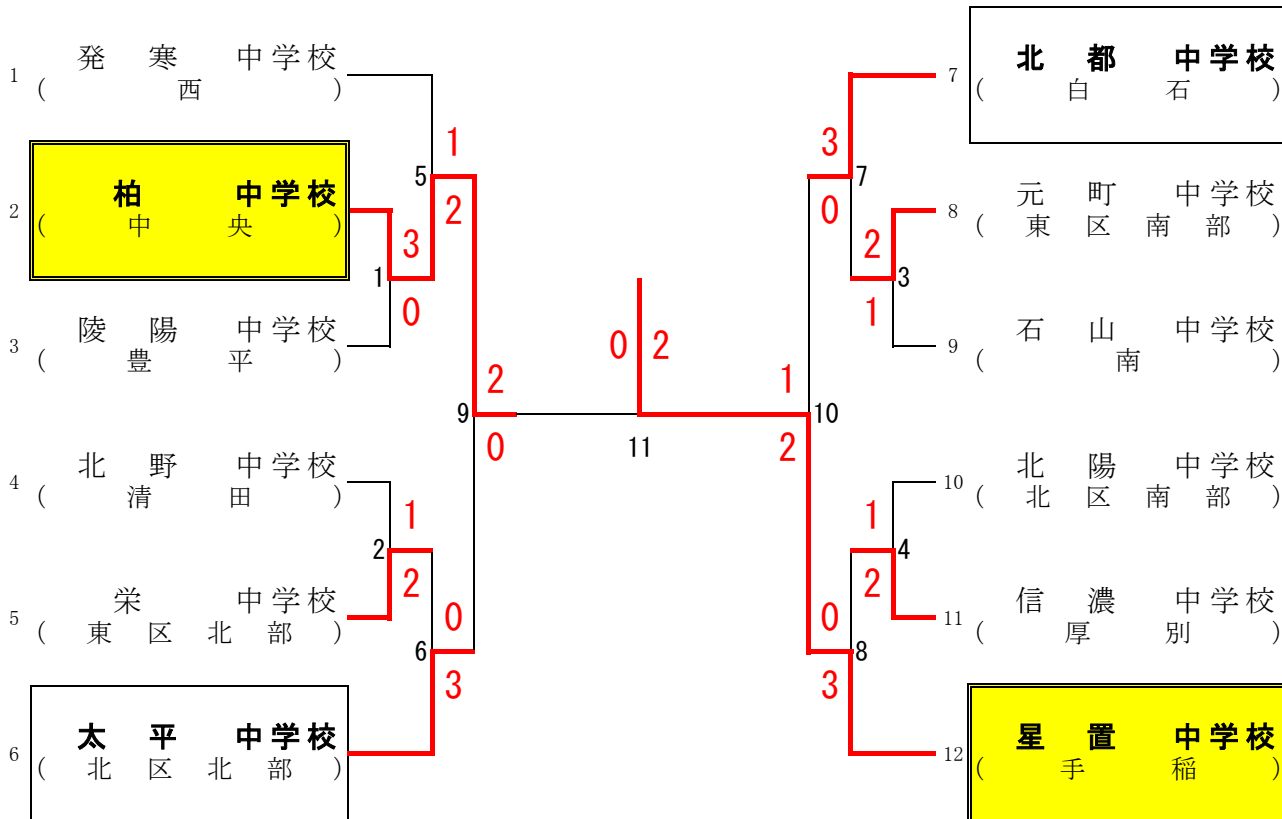 1 発寒中学校
(西)
2 柏中学校
(中央)
3 陵陽中学校
(豊平)
4 北野中学校
(清田)
5 栄中学校
(東区北部)
6 太平中学校
(北区北部)
1
5
2
3
1
0
2
9
0
1
2
2
0
6
3
0 2
11
3
7
0
2
3
1
1
10
2
1
4
2
0
8
3
7 北都中学校
(白石)
8 元町中学校
(東区南部)
9 石山中学校
(南)
10 北陽中学校
(北区南部)
11 信濃中学校
(厚別)
12 星置中学校
(手稲)